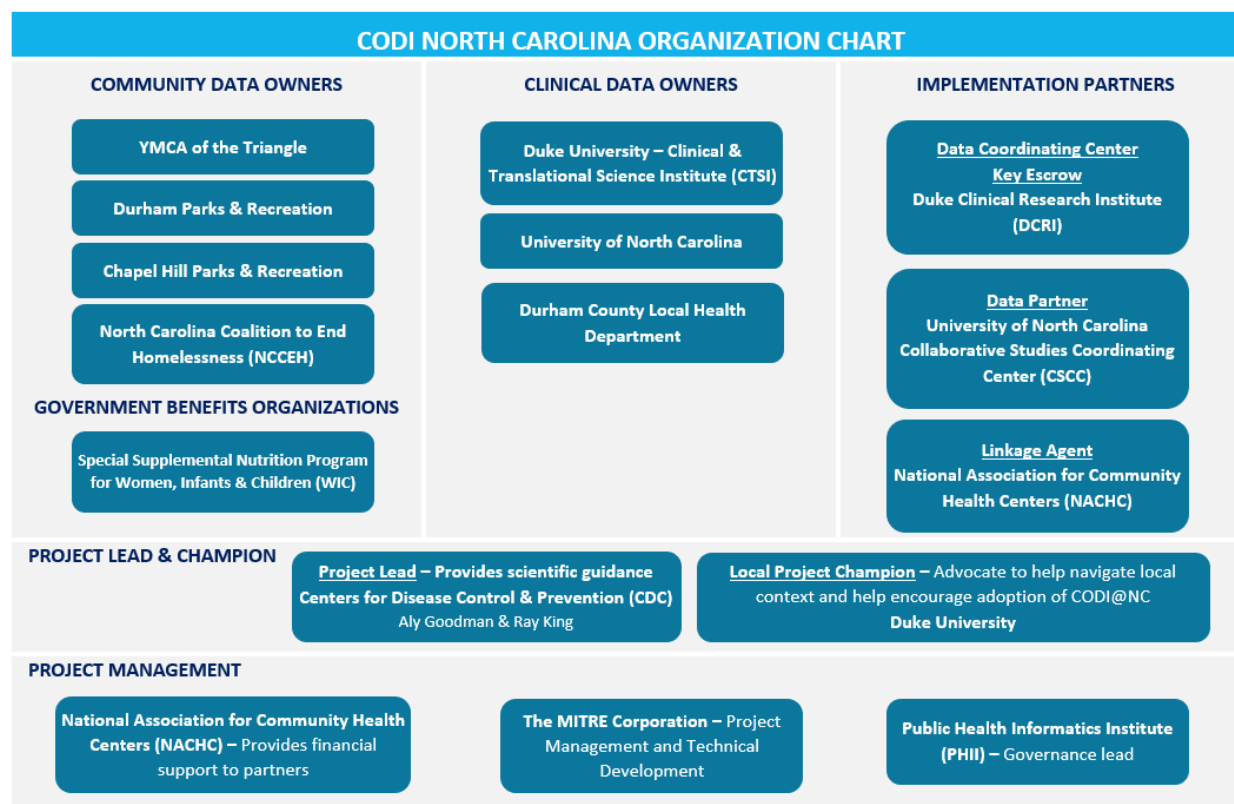 CODI NORTH CAROLINA ORGANIZATION CHART
COMMUNITY DATA OWNERS
YMCA of the Triangle
Durham Parks & Recreation
Chapel Hill Parks & Recreation
North Carolina Coalition to End
Homelessness (NCCEH)
GOVERNMENT BENEFITS ORGANIZATIONS
Special Supplemental Nutrition Program
for Women, Infants & Children (WIC)
CLINICAL DATA OWNERS
Duke University – Clinical &
Translational Science Institute (CTSI)
University of North Carolina
Durham County Local Health
Department
IMPLEMENTATION PARTNERS
Data Coordinating Center
Key Escrow
Duke Clinical Research Institute
(DCRI)
Data Partner
University of North Carolina
Collaborative Studies Coordinating
Center (CSCC)
Linkage Agent
National Association for Community
Health Centers (NACHC)
PROJECT LEAD & CHAMPION
Project Lead – Provides scientific guidance
Centers for Disease Control & Prevention (CDC)
Aly Goodman & Ray King
Local Project Champion – Advocate to help navigate local
context and help encourage adoption of CODI@NC
Duke University
PROJECT MANAGEMENT
National Association for Community Health
Centers (NACHC) – Provides financial
support to partners
The MITRE Corporation – Project
Management and Technical
Development
Public Health Informatics Institute
(PHII) – Governance lead